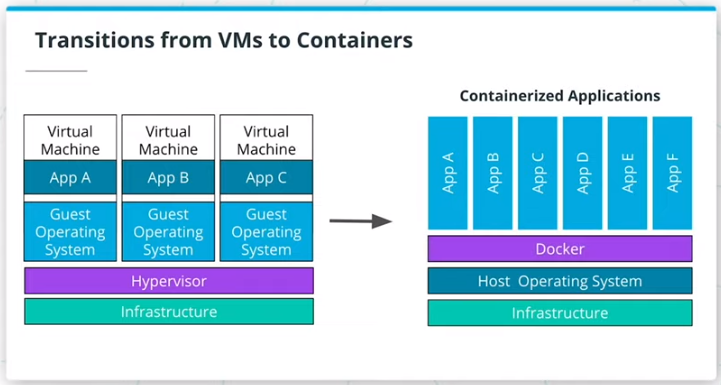 Transitions from VMs to Containers
Virtual
Machine
App A
Guest
Operating
System
Virtual
Machine
App B
Guest
Operating
System
Virtual
Machine
App C
Guest
Operating
System
Hypervisor
Infrastructure
Containerized Applications
App A
App B
App C
App D
App E
App F
Docker
Host Operating System
Infrastructure